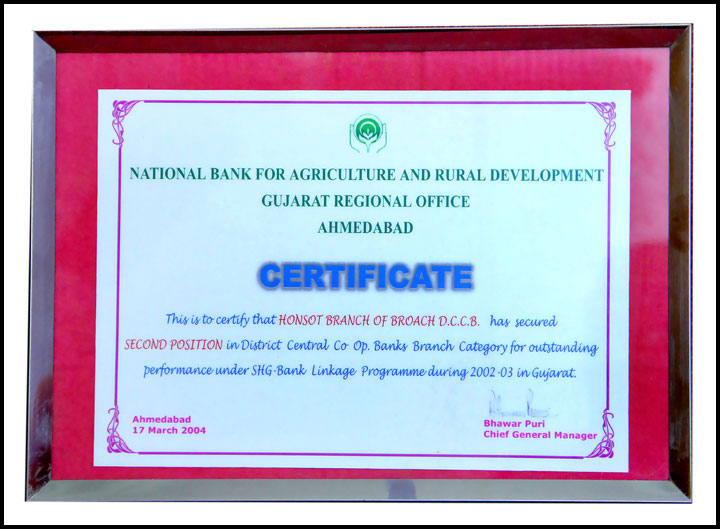 NATIONAL BANK FOR AGRICULTURE AND RURAL DEVELOPMENT
GUJARAT REGIONAL OFFICE
AHMEDABAD
CERTIFICATE
This is to certify that HONSOT BRANCH OF BROACH D.C.C.B. has secured
SECOND POSITION in District Central Co Op. Banks Branch Category for outstanding
performance under SHG-Bank Linkage Programme during 2002-03 in Gujarat.
Ahmedabad
17 March 2004
Bhawar Puri
Chief General Manager